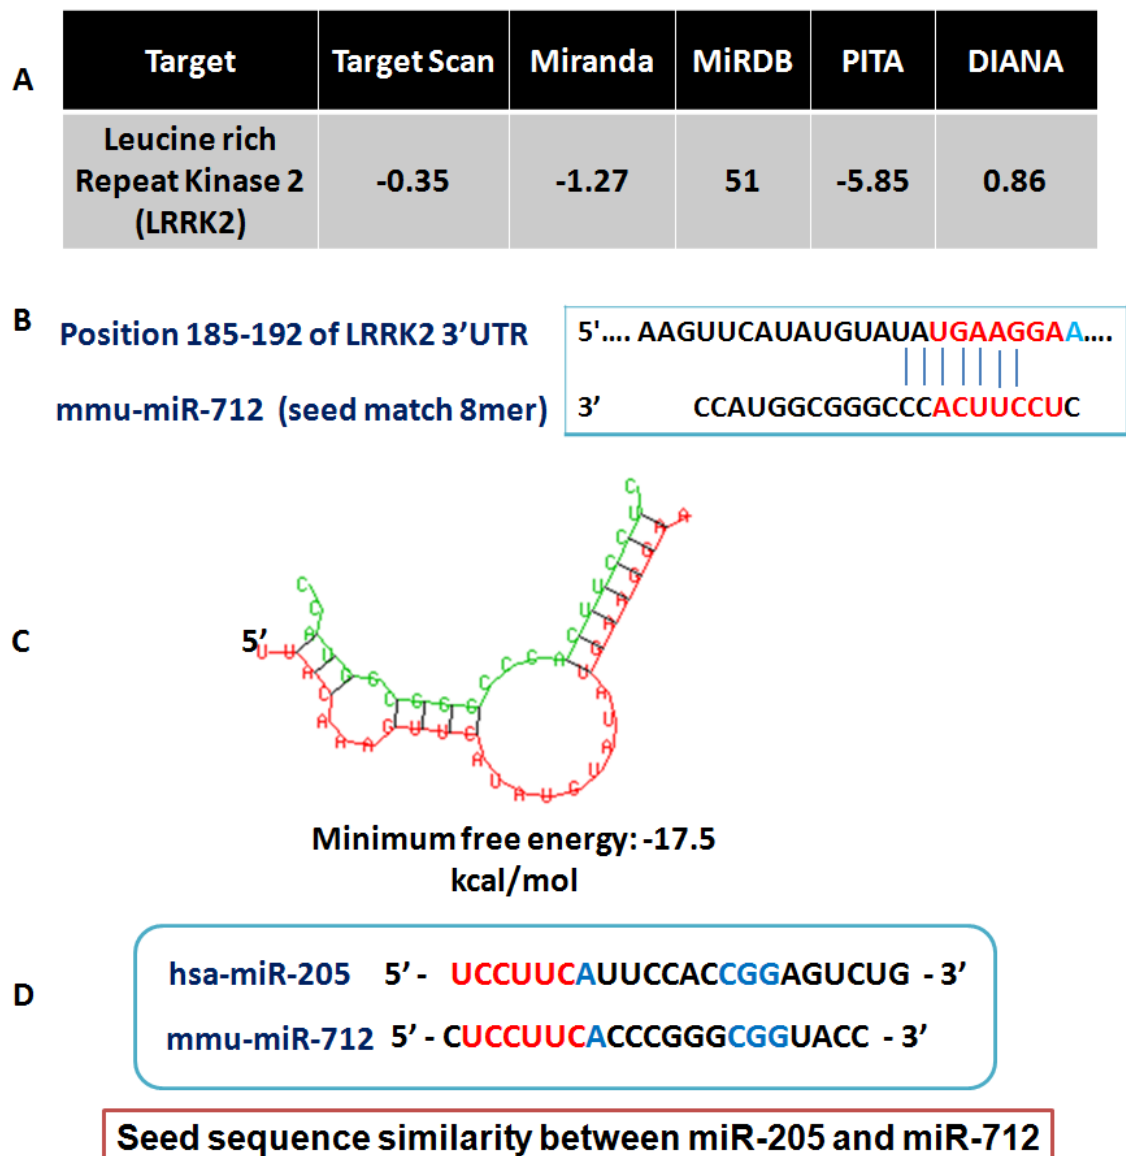 A
Target Target Scan Miranda MiRDB PITA DIANA
Leucine rich
Repeat Kinase 2
(LRRK2)
-0.35 -1.27 51 -5.85 0.86
B
Position 185-192 of LRRK2 3’UTR
5'.... AAGUUCAUAUGUAUAUGAAGGAA....
mmu-miR-712 (seed match 8mer)
3’ CCAUGGCGGGCCCACUUCCUC
C
5’
Minimum free energy: -17.5
kcal/mol
D
hsa-miR-205 5’ - UCCUUCAUUCCACCGGAGUCUG - 3’
mmu-miR-712 5’ - CUCCUUCACCCGGGCGGUACC - 3’
Seed sequence similarity between miR-205 and miR-712